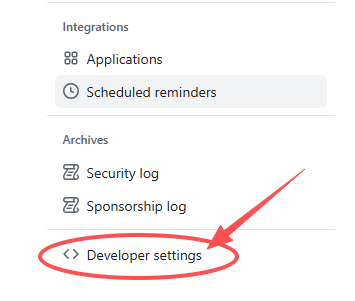 Integrations
Applications
Scheduled reminders
Archives
Security log
Sponsorship log
Developer settings